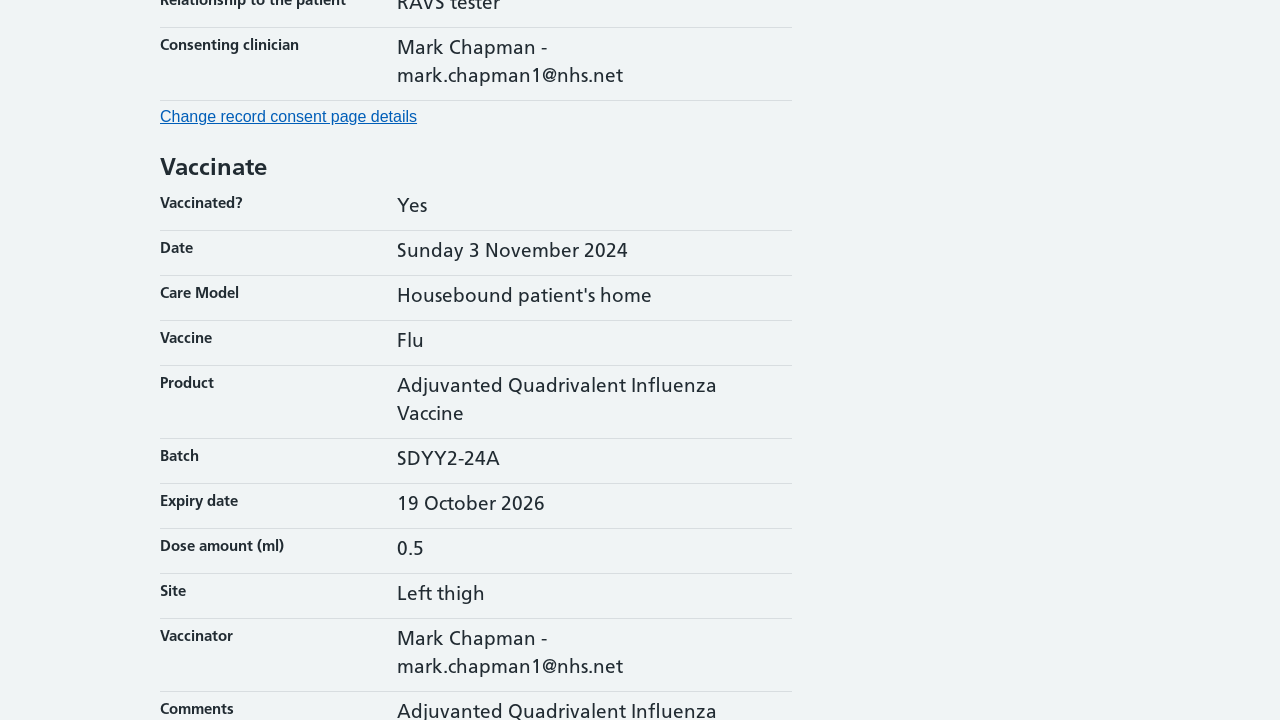 Relationship to the patient RAVS tester
Consenting clinician Mark Chapman -
mark.chapman1@nhs.net
Change record consent page details
Vaccinate
Vaccinated? Yes
Date Sunday 3 November 2024
Care Model Housebound patient's home
Vaccine Flu
Product Adjuvanted Quadrivalent Influenza
Vaccine
Batch SDYY2-24A
Expiry date 19 October 2026
Dose amount (ml) 0.5
Site Left thigh
Vaccinator Mark Chapman -
mark.chapman1@nhs.net
Comments Adjuvanted Quadrivalent Influenza